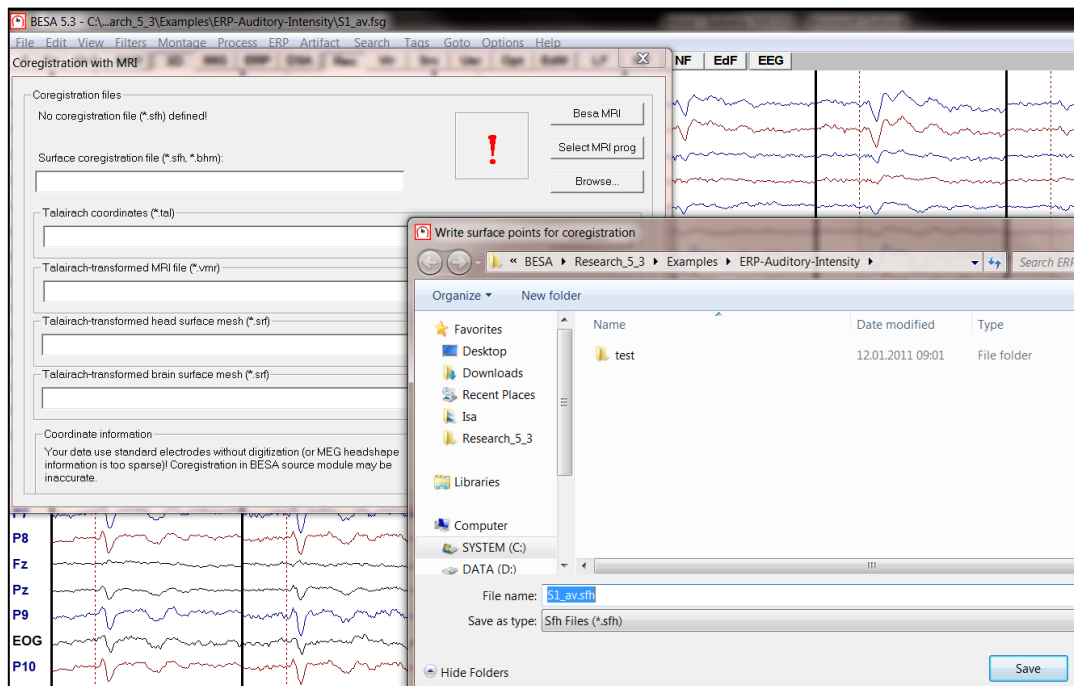 BESA 5.3 - C:\...arch_5_3\Examples\ERP-Auditory-Intensity\S1_av.fsg
File Edit View Filters Montage Process ERP Artifact Search Tags Goto Options Help
Coregistration with MRI
NF EdF EEG
Coregistration files
No coregistration file (*.sfh) defined!
Besa MRI
!
Select MRI prog
Surface coregistration file (*.sfh, *.bhm):
Browse...
Talairach coordinates (*.tal)
Talairach-transformed MRI file (*.vmr)
Talairach-transformed head surface mesh (*.srf)
Talairach-transformed brain surface mesh (*.srf)
Coordinate information
Your data use standard electrodes without digitization (or MEG headshape
information is too sparse)! Coregistration in BESA source module may be
inaccurate.
Write surface points for coregistration
« BESA Research_5_3 Examples ERP-Auditory-Intensity
Search ERP
Organize New folder
Favorites
Desktop
Downloads
Recent Places
Isa
Research_5_3
Libraries
Computer
SYSTEM (C:)
DATA (D:)
Name Date modified Type
test 12.01.2011 09:01 File folder
File name: S1_av.sfh
Save as type: Sfh Files (*.sfh)
Hide Folders
Save
P8
Fz
Pz
P9
EOG
P10